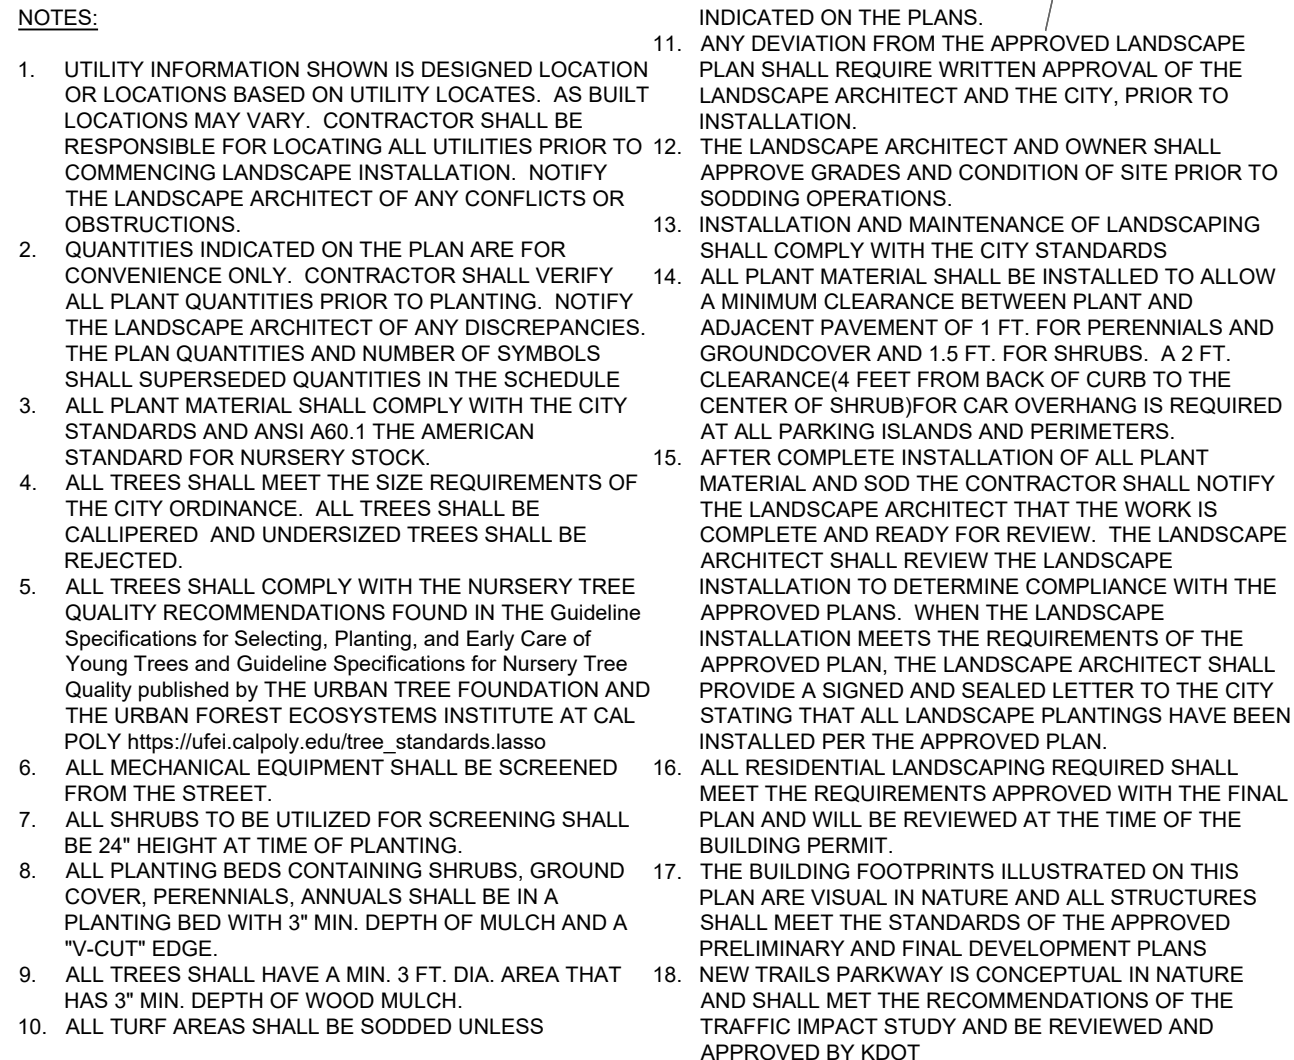 NOTES:
1. UTILITY INFORMATION SHOWN IS DESIGNED LOCATION
OR LOCATIONS BASED ON UTILITY LOCATES. AS BUILT
LOCATIONS MAY VARY. CONTRACTOR SHALL BE
RESPONSIBLE FOR LOCATING ALL UTILITIES PRIOR TO
COMMENCING LANDSCAPE INSTALLATION. NOTIFY
THE LANDSCAPE ARCHITECT OF ANY CONFLICTS OR
OBSTRUCTIONS.
2. QUANTITIES INDICATED ON THE PLAN ARE FOR
CONVENIENCE ONLY. CONTRACTOR SHALL VERIFY
ALL PLANT QUANTITIES PRIOR TO PLANTING. NOTIFY
THE LANDSCAPE ARCHITECT OF ANY DISCREPANCIES.
THE PLAN QUANTITIES AND NUMBER OF SYMBOLS
SHALL SUPERSEDED QUANTITIES IN THE SCHEDULE
3. ALL PLANT MATERIAL SHALL COMPLY WITH THE CITY
STANDARDS AND ANSI A60.1 THE AMERICAN
STANDARD FOR NURSERY STOCK.
4. ALL TREES SHALL MEET THE SIZE REQUIREMENTS OF
THE CITY ORDINANCE. ALL TREES SHALL BE
CALLIPERED AND UNDERSIZED TREES SHALL BE
REJECTED.
5. ALL TREES SHALL COMPLY WITH THE NURSERY TREE
QUALITY RECOMMENDATIONS FOUND IN THE Guideline
Specifications for Selecting, Planting, and Early Care of
Young Trees and Guideline Specifications for Nursery Tree
Quality published by THE URBAN TREE FOUNDATION AND
THE URBAN FOREST ECOSYSTEMS INSTITUTE AT CAL
POLY https://ufei.calpoly.edu/tree_standards.lasso
6. ALL MECHANICAL EQUIPMENT SHALL BE SCREENED
FROM THE STREET.
7. ALL SHRUBS TO BE UTILIZED FOR SCREENING SHALL
BE 24" HEIGHT AT TIME OF PLANTING.
8. ALL PLANTING BEDS CONTAINING SHRUBS, GROUND
COVER, PERENNIALS, ANNUALS SHALL BE IN A
PLANTING BED WITH 3" MIN. DEPTH OF MULCH AND A
"V-CUT" EDGE.
9. ALL TREES SHALL HAVE A MIN. 3 FT. DIA. AREA THAT
HAS 3" MIN. DEPTH OF WOOD MULCH.
10. ALL TURF AREAS SHALL BE SODDED UNLESS
INDICATED ON THE PLANS.
11. ANY DEVIATION FROM THE APPROVED LANDSCAPE
PLAN SHALL REQUIRE WRITTEN APPROVAL OF THE
LANDSCAPE ARCHITECT AND THE CITY, PRIOR TO
INSTALLATION.
12. THE LANDSCAPE ARCHITECT AND OWNER SHALL
APPROVE GRADES AND CONDITION OF SITE PRIOR TO
SODDING OPERATIONS.
13. INSTALLATION AND MAINTENANCE OF LANDSCAPING
SHALL COMPLY WITH THE CITY STANDARDS
14. ALL PLANT MATERIAL SHALL BE INSTALLED TO ALLOW
A MINIMUM CLEARANCE BETWEEN PLANT AND
ADJACENT PAVEMENT OF 1 FT. FOR PERENNIALS AND
GROUNDCOVER AND 1.5 FT. FOR SHRUBS. A 2 FT.
CLEARANCE(4 FEET FROM BACK OF CURB TO THE
CENTER OF SHRUB)FOR CAR OVERHANG IS REQUIRED
AT ALL PARKING ISLANDS AND PERIMETERS.
15. AFTER COMPLETE INSTALLATION OF ALL PLANT
MATERIAL AND SOD THE CONTRACTOR SHALL NOTIFY
THE LANDSCAPE ARCHITECT THAT THE WORK IS
COMPLETE AND READY FOR REVIEW. THE LANDSCAPE
ARCHITECT SHALL REVIEW THE LANDSCAPE
INSTALLATION TO DETERMINE COMPLIANCE WITH THE
APPROVED PLANS. WHEN THE LANDSCAPE
INSTALLATION MEETS THE REQUIREMENTS OF THE
APPROVED PLAN, THE LANDSCAPE ARCHITECT SHALL
PROVIDE A SIGNED AND SEALED LETTER TO THE CITY
STATING THAT ALL LANDSCAPE PLANTINGS HAVE BEEN
INSTALLED PER THE APPROVED PLAN.
16. ALL RESIDENTIAL LANDSCAPING REQUIRED SHALL
MEET THE REQUIREMENTS APPROVED WITH THE FINAL
PLAN AND WILL BE REVIEWED AT THE TIME OF THE
BUILDING PERMIT.
17. THE BUILDING FOOTPRINTS ILLUSTRATED ON THIS
PLAN ARE VISUAL IN NATURE AND ALL STRUCTURES
SHALL MEET THE STANDARDS OF THE APPROVED
PRELIMINARY AND FINAL DEVELOPMENT PLANS
18. NEW TRAILS PARKWAY IS CONCEPTUAL IN NATURE
AND SHALL MET THE RECOMMENDATIONS OF THE
TRAFFIC IMPACT STUDY AND BE REVIEWED AND
APPROVED BY KDOT